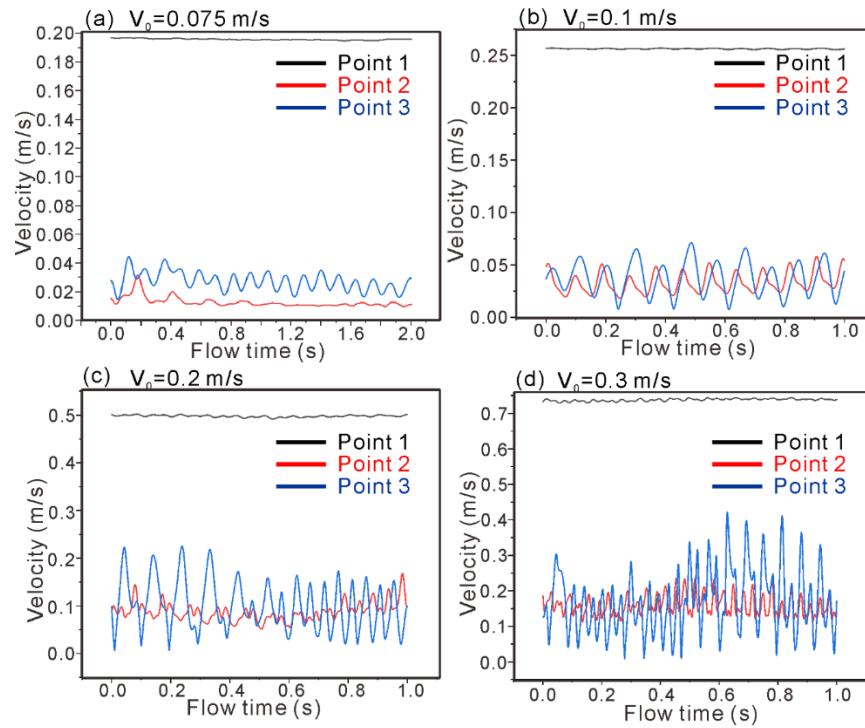 (a) V₀=0.075 m/s
0.20
0.18
0.16
0.14
0.12
0.10
0.08
0.06
0.04
0.02
0.00
Velocity (m/s)
Point 1
Point 2
Point 3
0.0 0.4 0.8 1.2 1.6 2.0
Flow time (s)
(b) V₀=0.1 m/s
0.25
0.20
0.15
0.10
0.05
0.00
Velocity (m/s)
Point 1
Point 2
Point 3
0.0 0.2 0.4 0.6 0.8 1.0
Flow time (s)
(c) V₀=0.2 m/s
0.5
0.4
0.3
0.2
0.1
0.0
Velocity (m/s)
Point 1
Point 2
Point 3
0.0 0.2 0.4 0.6 0.8 1.0
Flow time (s)
(d) V₀=0.3 m/s
0.7
0.6
0.5
0.4
0.3
0.2
0.1
0.0
Velocity (m/s)
Point 1
Point 2
Point 3
0.0 0.2 0.4 0.6 0.8 1.0
Flow time (s)